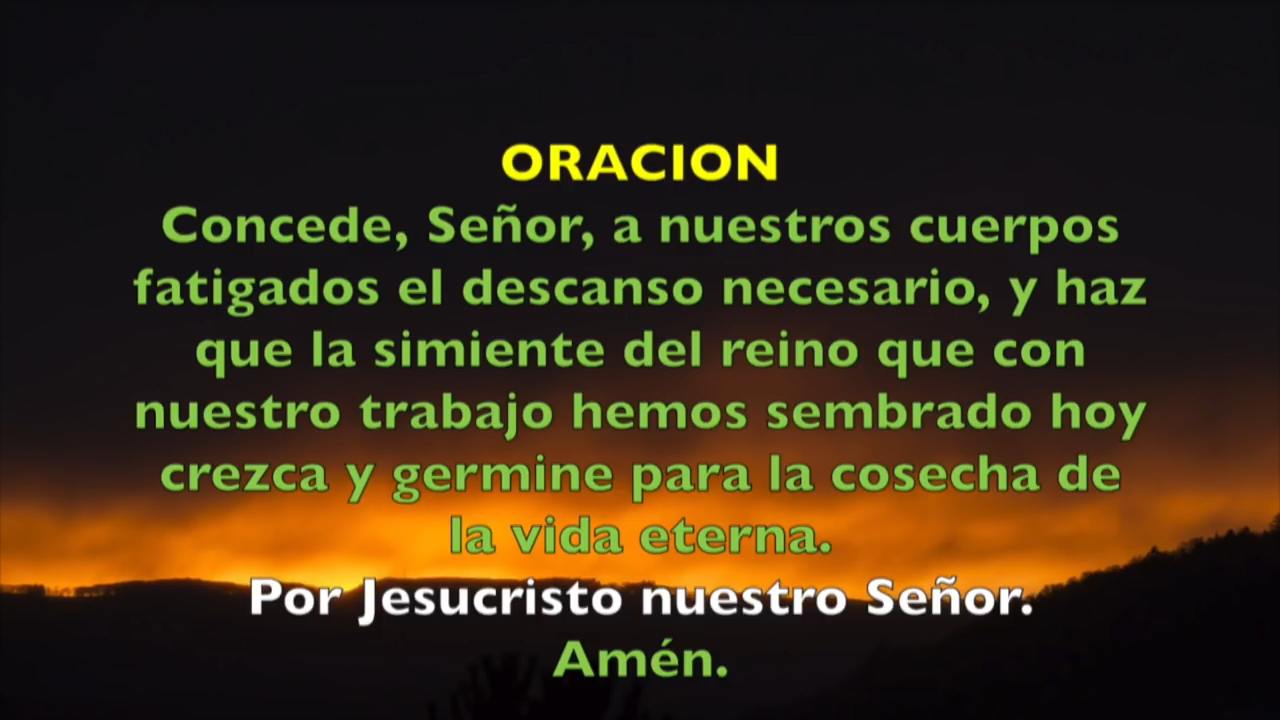 ORACION
Concede, Señor, a nuestros cuerpos
fatigados el descanso necesario, y haz
que la simiente del reino que con
nuestro trabajo hemos sembrado hoy
crezca y germine para la cosecha de
la vida eterna.
Por Jesucristo nuestro Señor.
Amén.